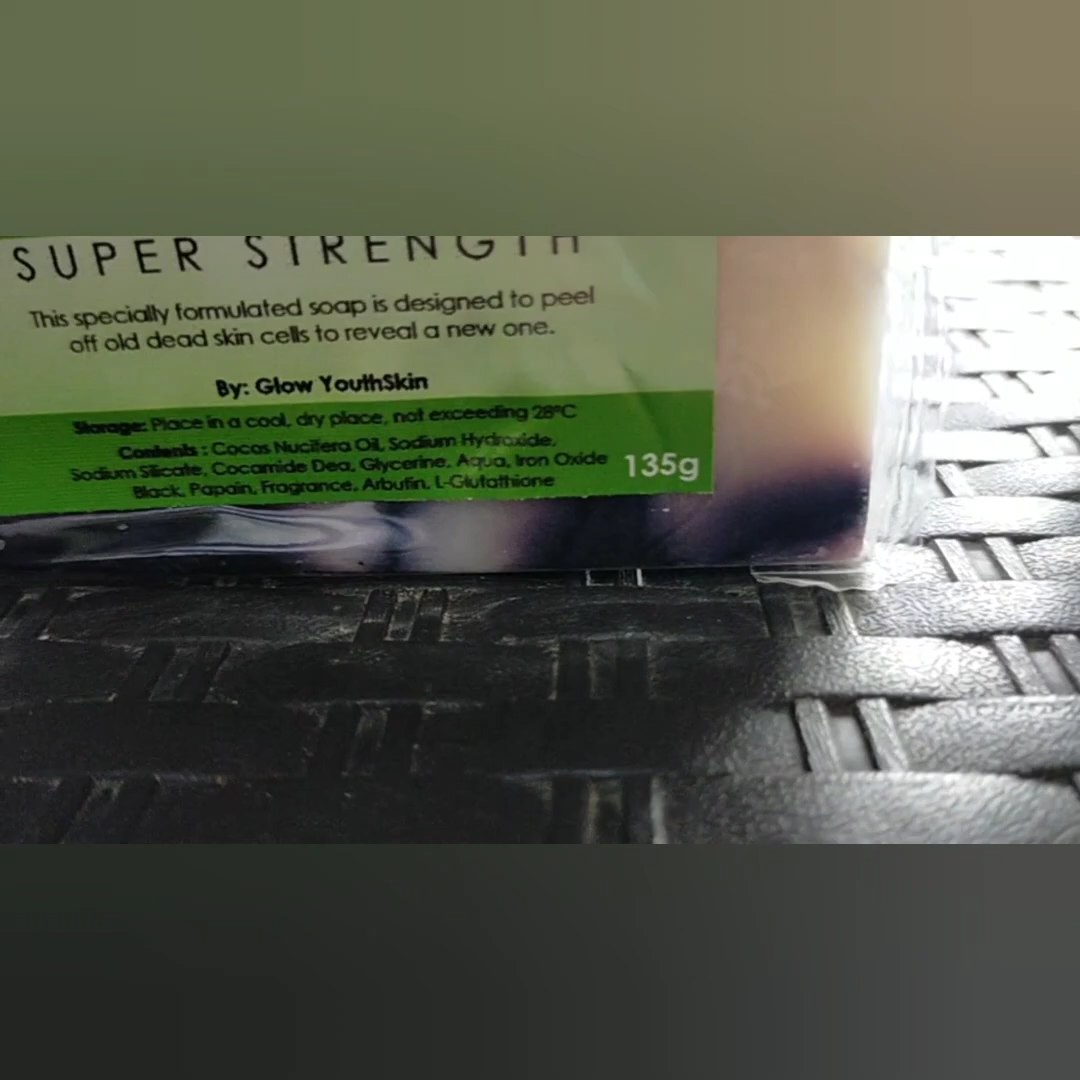 SUPER STRENGTH
This specially formulated soap is designed to peel
off old dead skin cells to reveal a new one.
By: Glow YouthSkin
Storage: Place in a cool, dry place, not exceeding 28°C
Contents : Cocos Nucifera Oil, Sodium Hydroxide,
Sodium Silicate, Cocamide Dea, Glycerine, Aqua, Iron Oxide
Black, Papain, Fragrance, Arbutin, L-Glutathione
135g